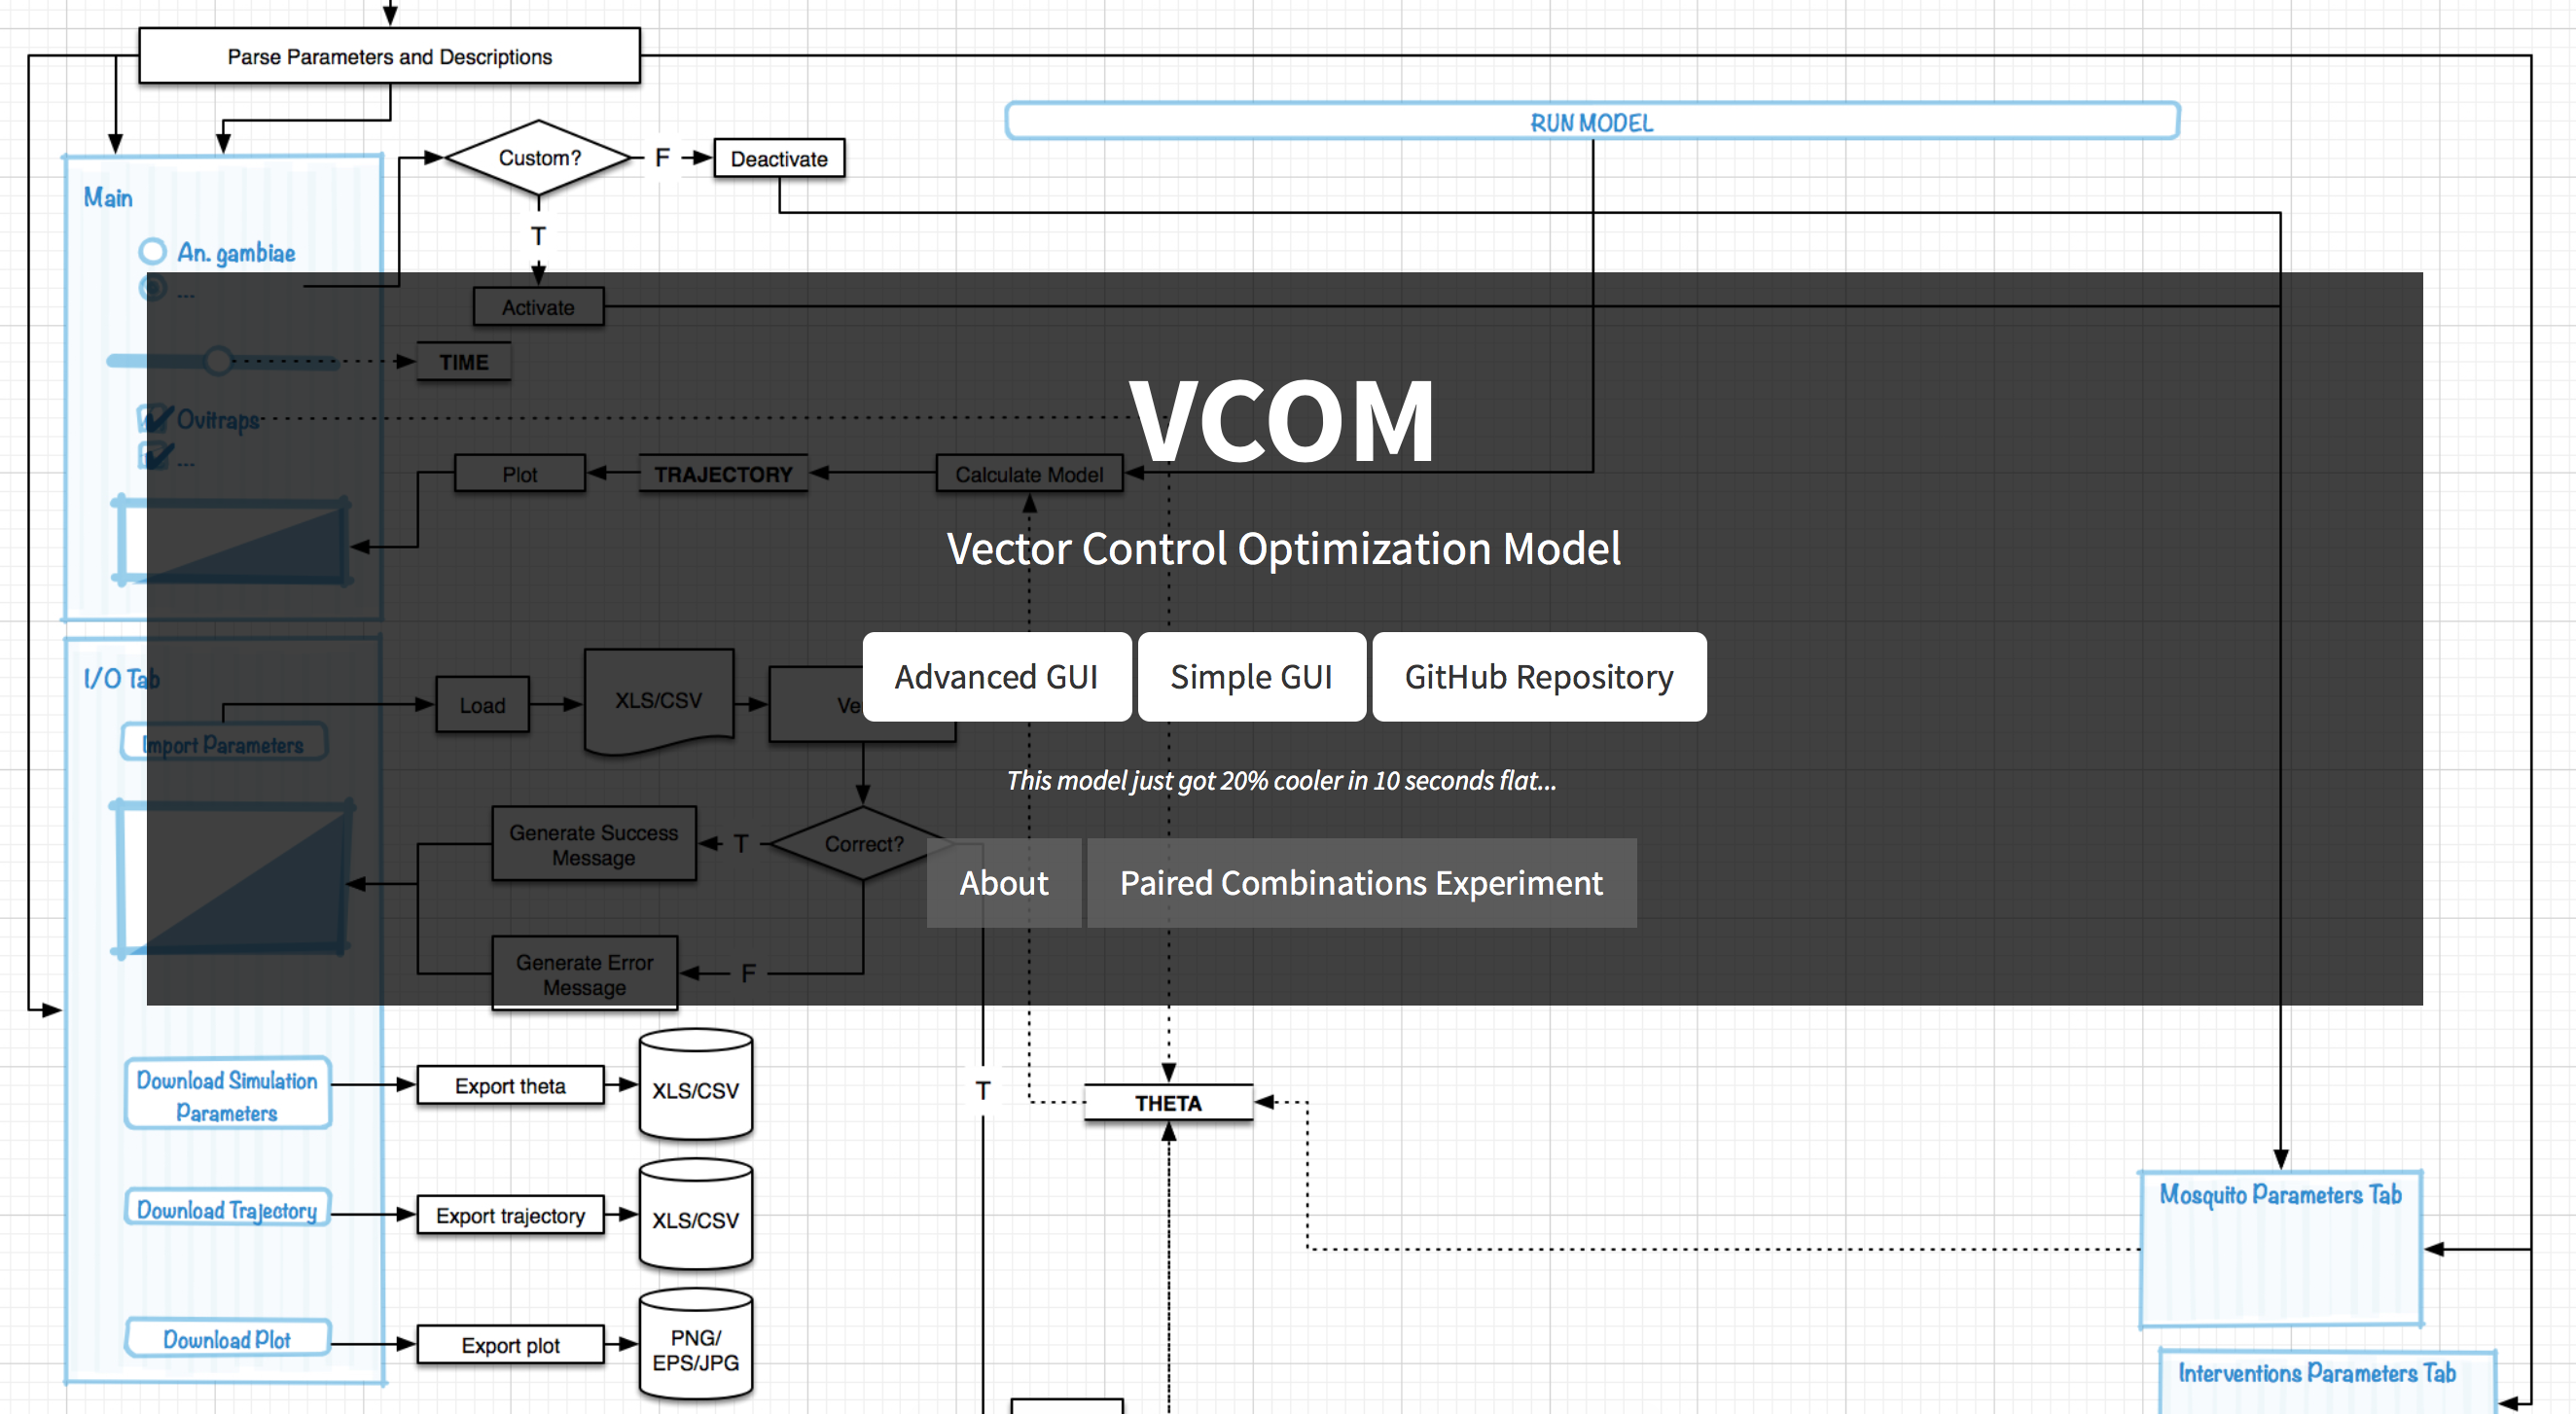 Parse Parameters and Descriptions
RUN MODEL
Custom?
F
Deactivate
T
Main
An. gambiae
...
Activate
TIME
Ovitraps
...
VCOM
Plot
TRAJECTORY
Calculate Model
Vector Control Optimization Model
I/O Tab
Load
XLS/CSV
Advanced GUI
Simple GUI
GitHub Repository
Import Parameters
This model just got 20% cooler in 10 seconds flat...
Generate Success
Message
T
Correct?
About
Paired Combinations Experiment
Generate Error
Message
F
Download Simulation
Parameters
Export theta
XLS/CSV
T
THETA
Download Trajectory
Export trajectory
XLS/CSV
Mosquito Parameters Tab
Download Plot
Export plot
PNG/
EPS/JPG
Interventions Parameters Tab